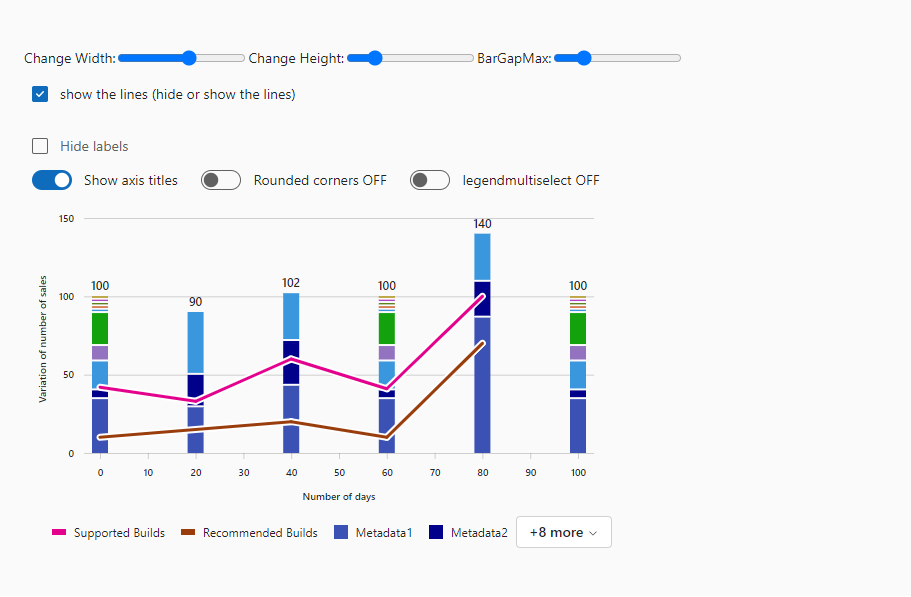 Change Width: Change Height: BarGapMax:
show the lines (hide or show the lines)
Hide labels
Show axis titles Rounded corners OFF legendmultiselect OFF
150
100
50
0
Variation of number of sales
100 90 102 100 140 100
0 10 20 30 40 50 60 70 80 90 100
Number of days
Supported Builds Recommended Builds Metadata1 Metadata2 +8 more